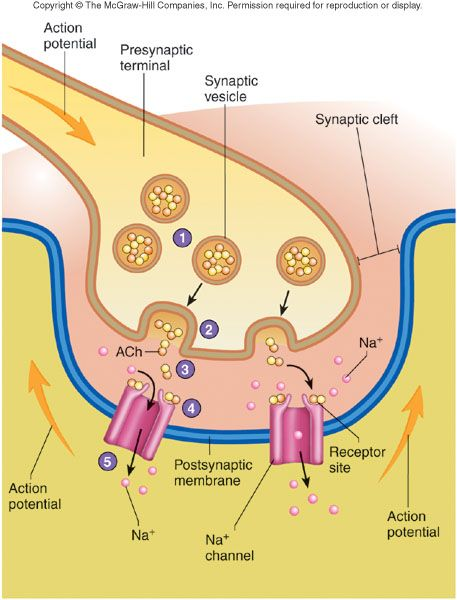 Copyright © The McGraw-Hill Companies, Inc. Permission required for reproduction or display.
Action
potential
Presynaptic
terminal
Synaptic
vesicle
Synaptic cleft
1
2
ACh
3
Na⁺
4
5
Postsynaptic
membrane
Receptor
site
Action
potential
Na⁺
Na⁺
channel
Action
potential